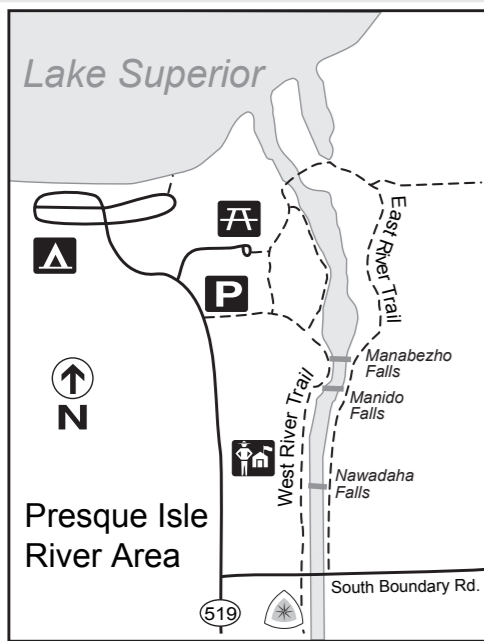 Lake Superior
P
East River Trail
Manabezho
Falls
Manido
Falls
N
West River Trail
Nawadaha
Falls
Presque Isle
River Area
South Boundary Rd.
519